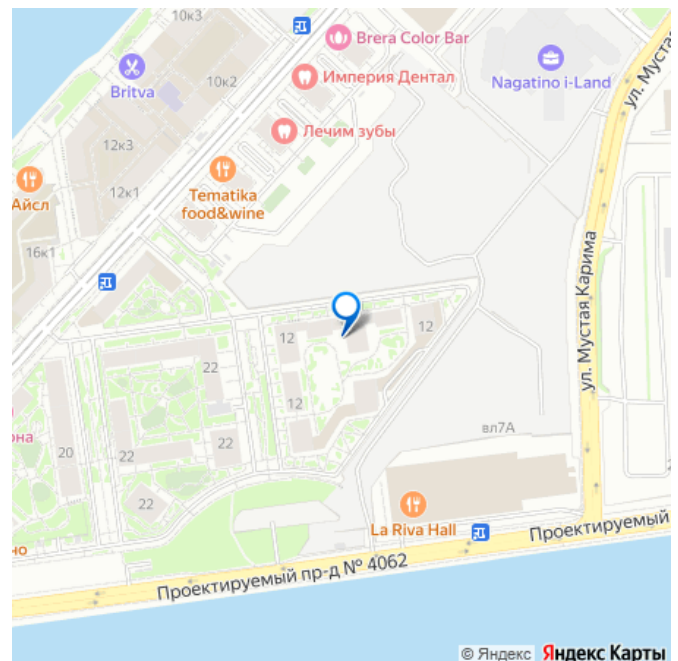 10к3
Brera Color Bar
Britva
10к2
Империя Дентал
Nagatino i-Land
ул. Мустая
12к3
Лечим зубы
Айсл
12к1
Tematika
food&wine
16к1
ул. Мустая Карима
12
12
22
12
22
20
22
22
вл7А
La Riva Hall
Проектируемый
Проектируемый пр-д № 4062
© Яндекс Яндекс Карты